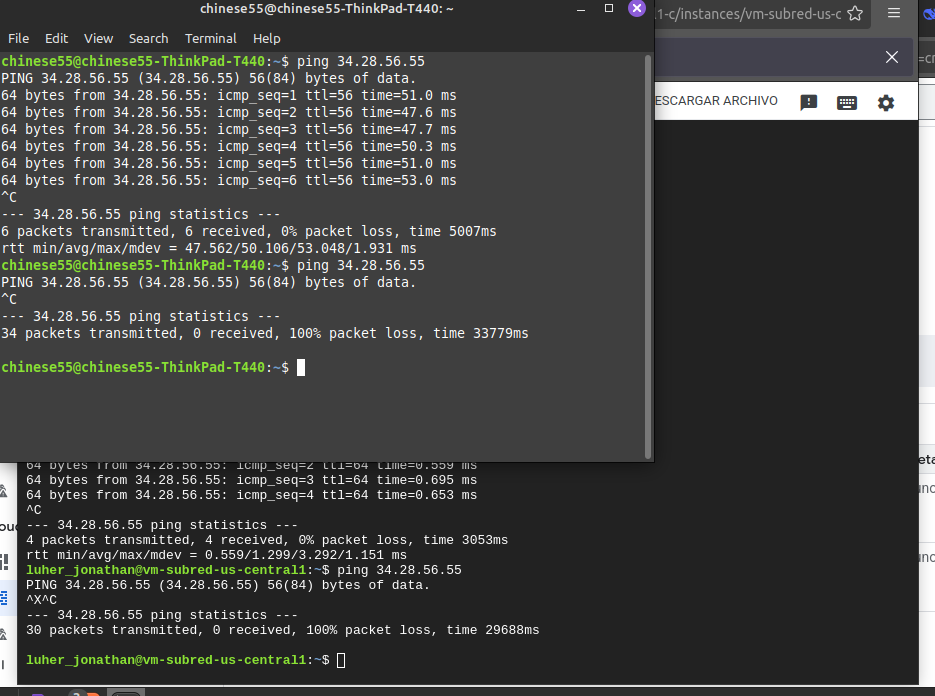 chinese55@chinese55-ThinkPad-T440: ~
File Edit View Search Terminal Help
chinese55@chinese55-ThinkPad-T440:~$ ping 34.28.56.55
PING 34.28.56.55 (34.28.56.55) 56(84) bytes of data.
64 bytes from 34.28.56.55: icmp_seq=1 ttl=56 time=51.0 ms
64 bytes from 34.28.56.55: icmp_seq=2 ttl=56 time=47.6 ms
64 bytes from 34.28.56.55: icmp_seq=3 ttl=56 time=47.7 ms
64 bytes from 34.28.56.55: icmp_seq=4 ttl=56 time=50.3 ms
64 bytes from 34.28.56.55: icmp_seq=5 ttl=56 time=51.0 ms
64 bytes from 34.28.56.55: icmp_seq=6 ttl=56 time=53.0 ms
^C
--- 34.28.56.55 ping statistics ---
6 packets transmitted, 6 received, 0% packet loss, time 5007ms
rtt min/avg/max/mdev = 47.562/50.106/53.048/1.931 ms
chinese55@chinese55-ThinkPad-T440:~$ ping 34.28.56.55
PING 34.28.56.55 (34.28.56.55) 56(84) bytes of data.
^C
--- 34.28.56.55 ping statistics ---
34 packets transmitted, 0 received, 100% packet loss, time 33779ms
chinese55@chinese55-ThinkPad-T440:~$
1-c/instances/vm-subred-us-c
ESCARGAR ARCHIVO
64 bytes from 34.28.56.55: icmp_seq=2 ttl=64 time=0.559 ms
64 bytes from 34.28.56.55: icmp_seq=3 ttl=64 time=0.695 ms
64 bytes from 34.28.56.55: icmp_seq=4 ttl=64 time=0.653 ms
^C
--- 34.28.56.55 ping statistics ---
4 packets transmitted, 4 received, 0% packet loss, time 3053ms
rtt min/avg/max/mdev = 0.559/1.299/3.292/1.151 ms
luher_jonathan@vm-subred-us-central1:~$ ping 34.28.56.55
PING 34.28.56.55 (34.28.56.55) 56(84) bytes of data.
^X^C
--- 34.28.56.55 ping statistics ---
30 packets transmitted, 0 received, 100% packet loss, time 29688ms
luher_jonathan@vm-subred-us-central1:~$